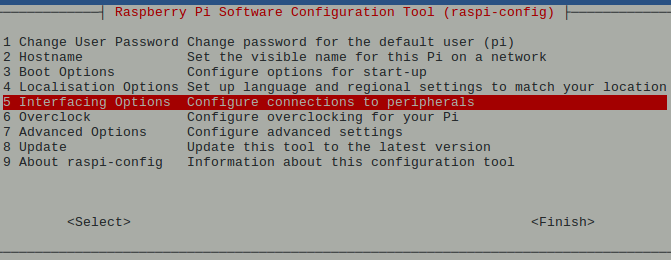 Raspberry Pi Software Configuration Tool (raspi-config)
1 Change User Password Change password for the default user (pi)
2 Hostname Set the visible name for this Pi on a network
3 Boot Options Configure options for start-up
4 Localisation Options Set up language and regional settings to match your location
5 Interfacing Options Configure connections to peripherals
6 Overclock Configure overclocking for your Pi
7 Advanced Options Configure advanced settings
8 Update Update this tool to the latest version
9 About raspi-config Information about this configuration tool
<Select> <Finish>